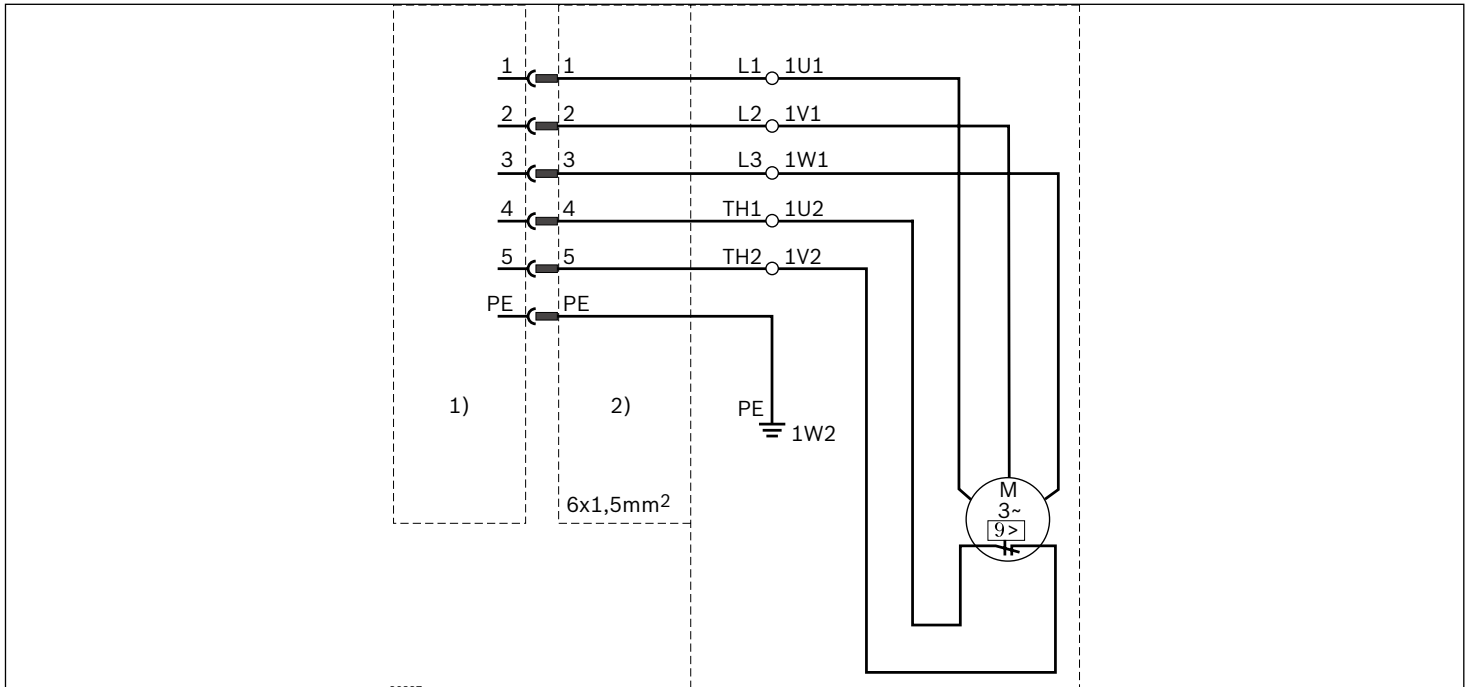 1 1 L1 1U1
2 2 L2 1V1
3 3 L3 1W1
4 4 TH1 1U2
5 5 TH2 1V2
PE PE
1) 2) PE
1W2
6x1,5mm2
M
3~
9>